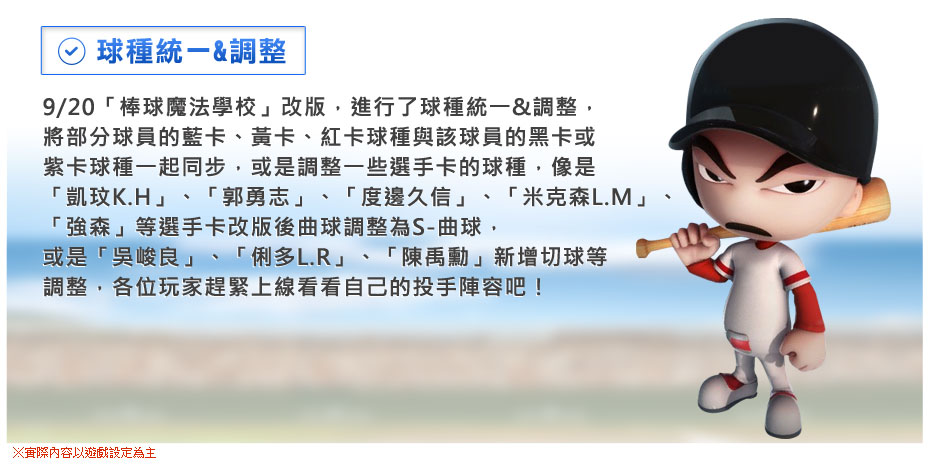 球種統一&調整
9/20「棒球魔法學校」改版，進行了球種統一&調整，
將部分球員的藍卡、黃卡、紅卡球種與該球員的黑卡或
紫卡球種一起同步，或是調整一些選手卡的球種，像是
「凱玟K.H」、「郭勇志」、「度邊久信」、「米克森L.M」、
「強森」等選手卡改版後曲球調整為S-曲球，
或是「吳峻良」、「俐多L.R」、「陳禹勳」新增切球等
調整，各位玩家趕緊上線看看自己的投手陣容吧！
※實際內容以遊戲設定為主